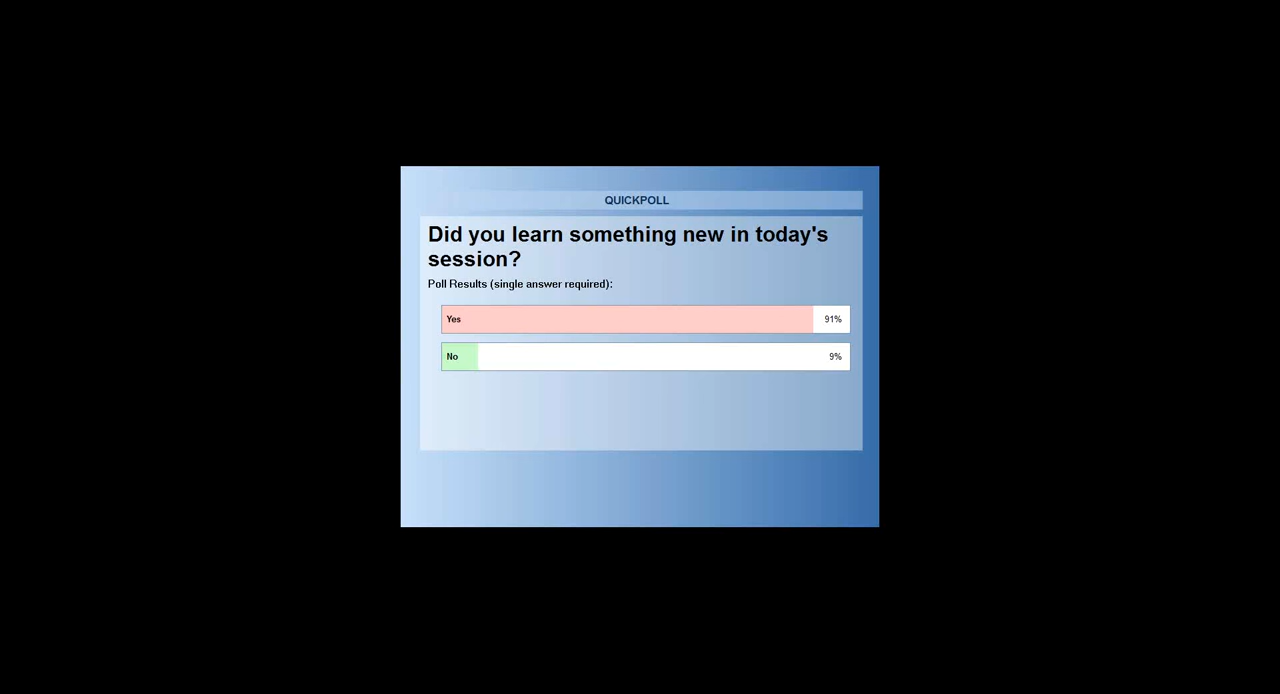 QUICKPOLL
Did you learn something new in today's
session?
Poll Results (single answer required):
Yes 91%
No 9%